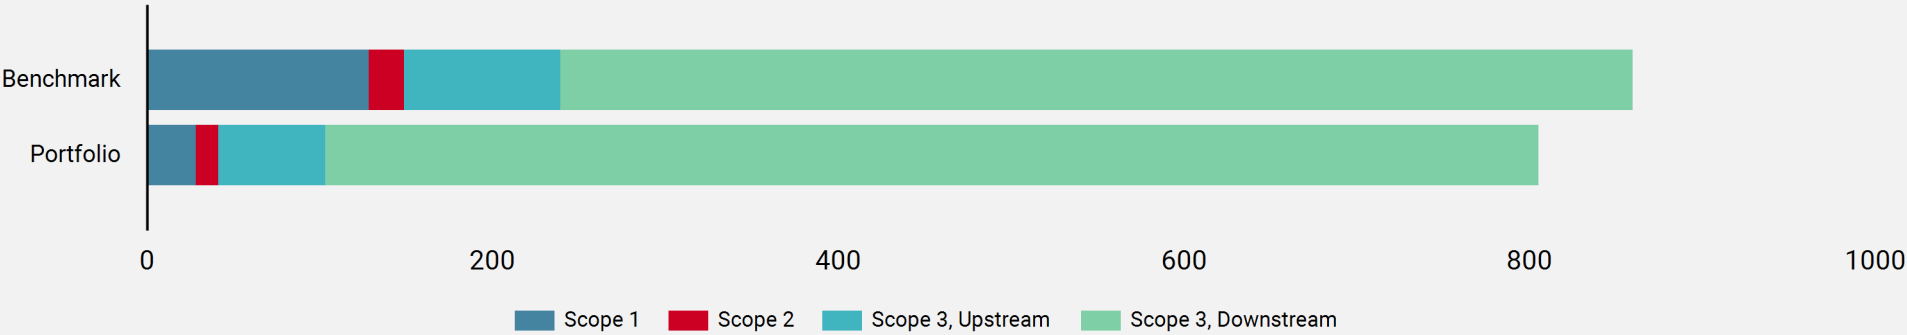 Benchmark
Portfolio
0 200 400 600 800 1000
Scope 1 Scope 2 Scope 3, Upstream Scope 3, Downstream